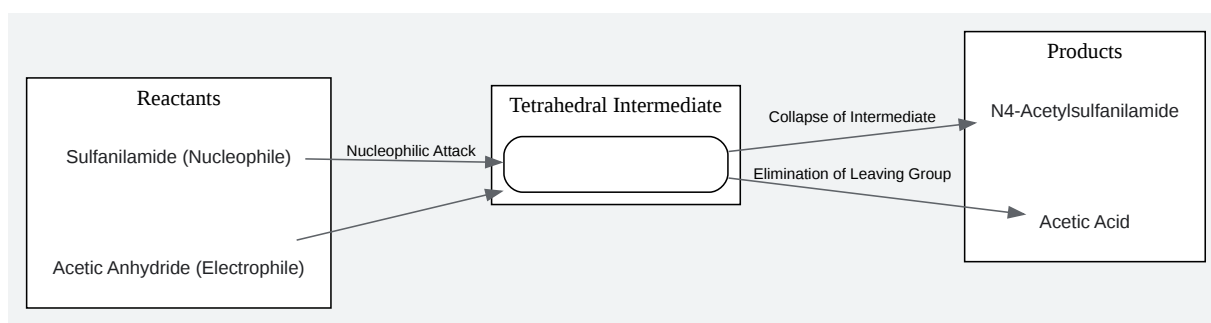 Reactants
Sulfanilamide (Nucleophile)
Acetic Anhydride (Electrophile)
Nucleophilic Attack
Tetrahedral Intermediate
Collapse of Intermediate
Elimination of Leaving Group
Products
N4-Acetylsulfanilamide
Acetic Acid